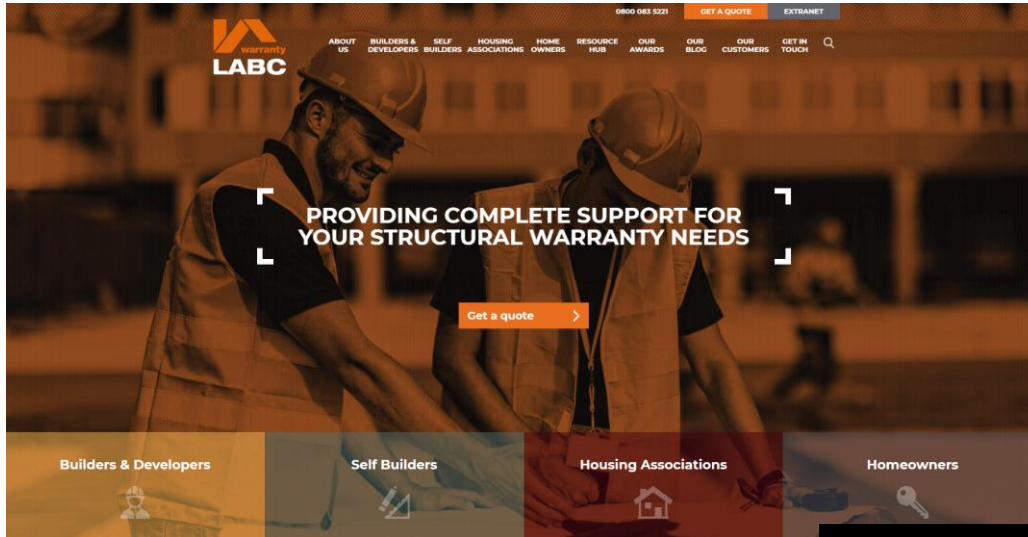 0800 083 5221
GET A QUOTE
EXTRANET
warranty
LABC
ABOUT
US
BUILDERS &
DEVELOPERS
SELF
BUILDERS
HOUSING
ASSOCIATIONS
HOME
OWNERS
RESOURCE
HUB
OUR
AWARDS
OUR
BLOG
OUR
CUSTOMERS
GET IN
TOUCH
PROVIDING COMPLETE SUPPORT FOR
YOUR STRUCTURAL WARRANTY NEEDS
Get a quote
Builders & Developers
Self Builders
Housing Associations
Homeowners